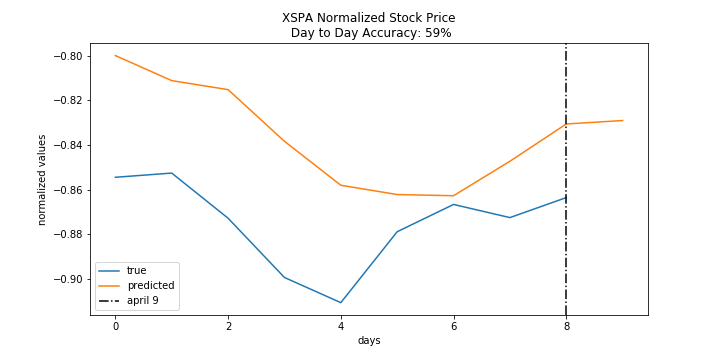 XSPA Normalized Stock Price
Day to Day Accuracy: 59%
normalized values
−0.80
−0.82
−0.84
−0.86
−0.88
−0.90
true
predicted
april 9
0 2 4 6 8
days